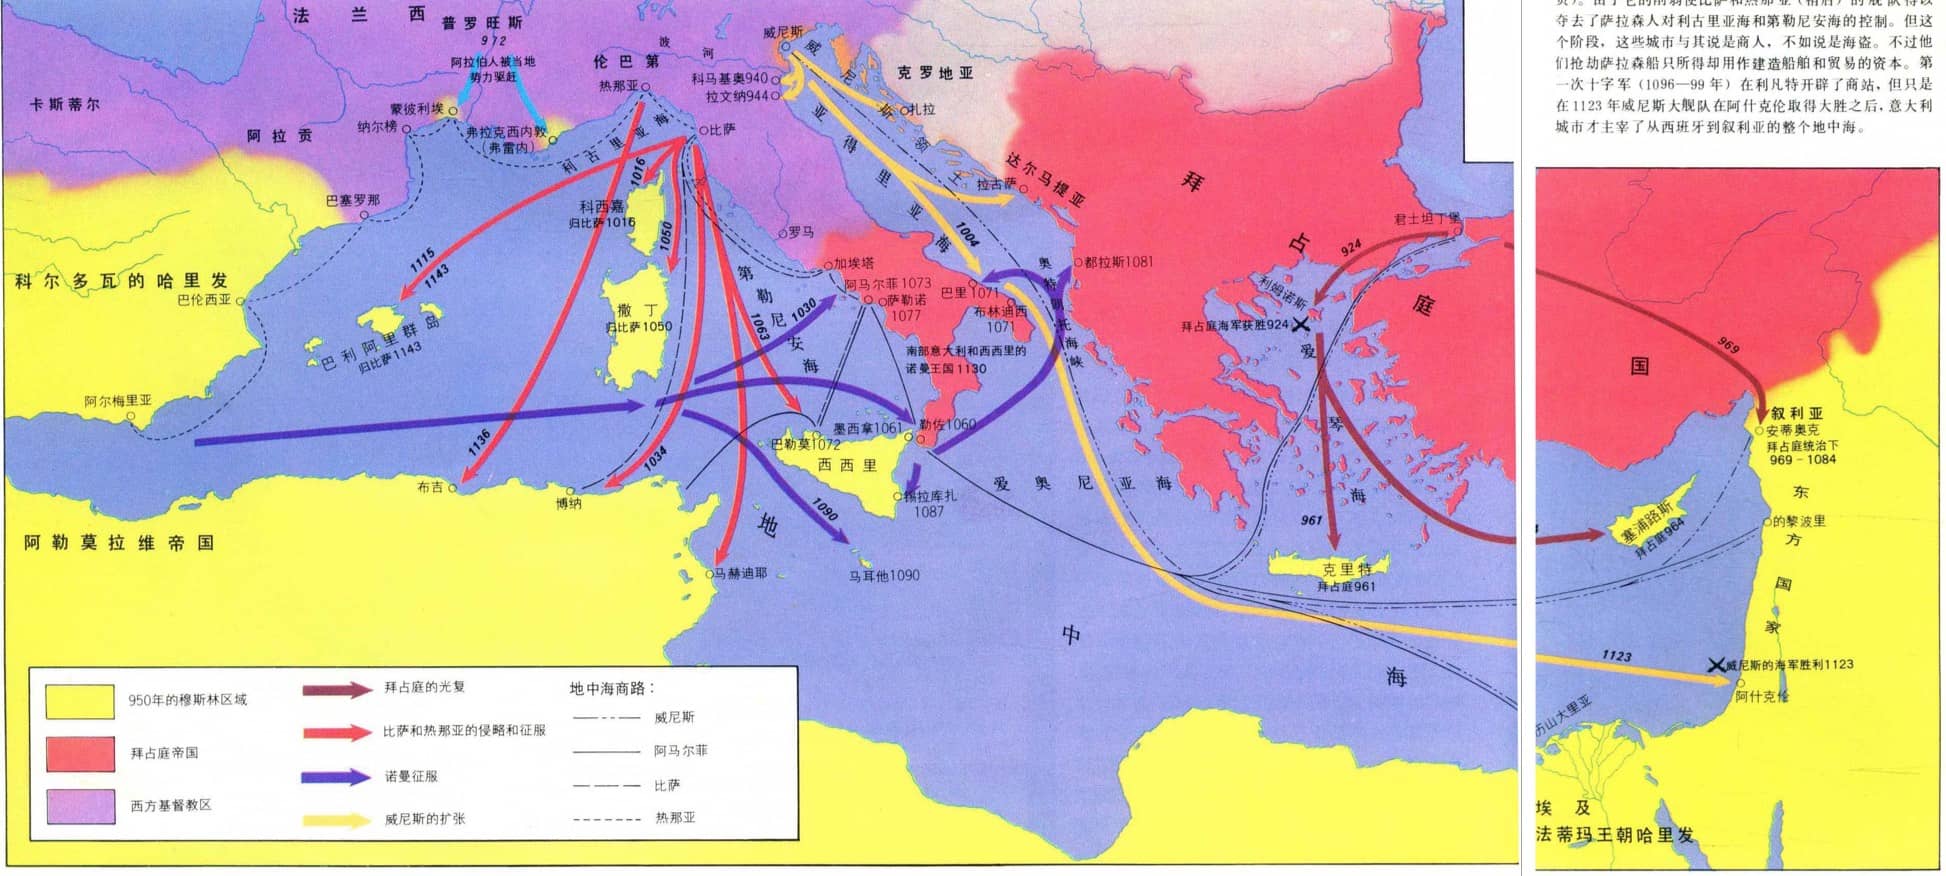 夺去了萨拉森人对利古里亚海和第勒尼安海的控制。但这
个阶段，这些城市与其说是商人，不如说是海盗。不过他
们抢劫萨拉森船只所得却用作建造船舶和贸易的资本。第
一次十字军（1096—99年）在利凡特开辟了商站，但只是
在1123年威尼斯大舰队在阿什克伦取得大胜之后，意大利
城市才主宰了从西班牙到叙利亚的整个地中海。
法 兰 西
普罗旺斯
972
阿拉伯人被当地
势力驱赶
卡斯蒂尔
阿拉贡
蒙彼利埃
纳尔榜
弗拉克西内敦
(弗雷内)
伦巴第
波 河
热那亚
威尼斯
科马基奥940
拉文纳944
威尼斯领土
克罗地亚
扎拉
比萨
利古里亚海
亚得里亚海
达尔马提亚
拉古萨
拜占庭
帝国
巴塞罗那
科尔多瓦的哈里发
巴伦西亚
阿尔梅里亚
1115
1143
巴利阿里群岛
归比萨1143
1016
科西嘉
归比萨1016
1050
撒丁
归比萨1050
罗马
加埃塔
第勒尼安海
1063
1030
阿马尔菲1073
萨勒诺
1077
1004
巴里1071
布林迪西
1071
奥特朗托海峡
都拉斯1081
南部意大利和西西里的
诺曼王国1130
君士坦丁堡
924
利姆诺斯
拜占庭海军获胜924
爱琴海
墨西拿1061
勒佐1060
巴勒莫1072
西西里
锡拉库扎
1087
爱奥尼亚海
1136
1034
1090
布吉
博纳
马赫迪耶
马耳他1090
阿勒莫拉维帝国
地中海
961
克里特
拜占庭961
国
969
叙利亚
安蒂奥克
拜占庭统治下
969-1084
塞浦路斯
拜占庭964
的黎波里
东方国家
1123
威尼斯的海军胜利1123
阿什克伦
历山大里亚
埃及
法蒂玛王朝哈里发
950年的穆斯林区域
拜占庭帝国
西方基督教区
拜占庭的光复
比萨和热那亚的侵略和征服
诺曼征服
威尼斯的扩张
地中海商路：
威尼斯
阿马尔菲
比萨
热那亚